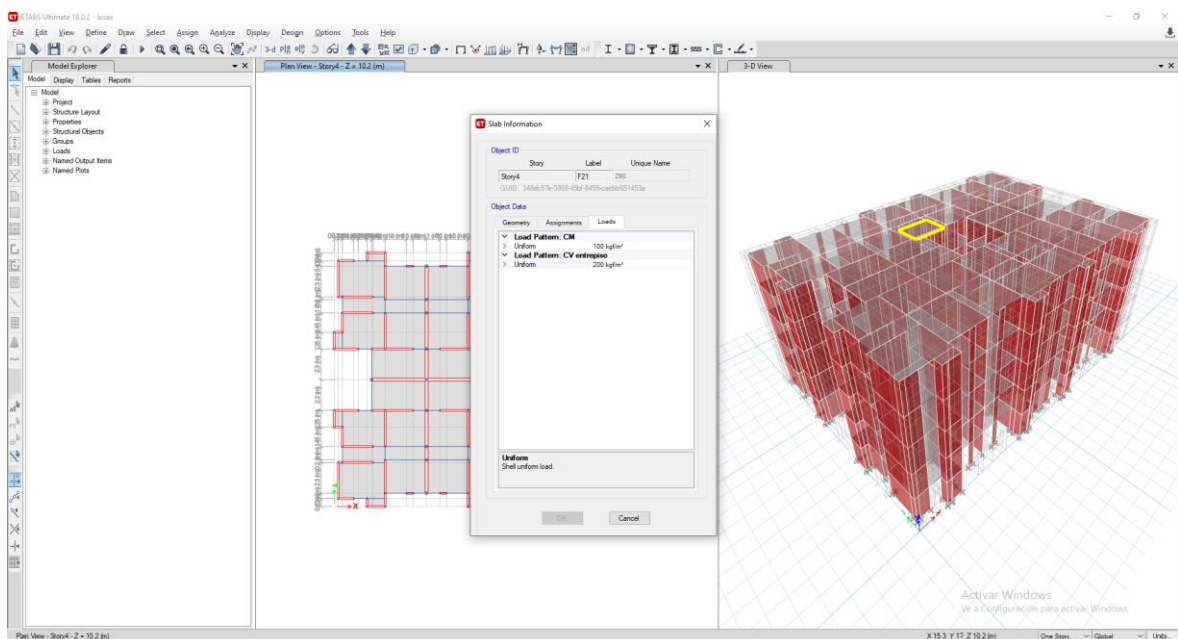 ETABS Ultimate 18.0.2 - losas
File Edit View Define Draw Select Assign Analyze Display Design Options Tools Help
3-d
nd
Model Explorer
Model Display Tables Reports
Model
Project
Structure Layout
Properties
Structural Objects
Groups
Loads
Named Output Items
Named Plots
Plan View - Story4 - Z = 10.2 (m)
X
Slab Information
Object ID
Story Label Unique Name
Story4 F21 290
Object Data
Geometry Assignments Loads
Load Pattern: CM
Uniform 100 kgf/m²
Load Pattern: CV entrepiso
Uniform 200 kgf/m²
Uniform
Shell uniform load.
OK Cancel
3-D View
Activar Windows
Ve a Configuración para activar Windows.
Plan View - Story4 - Z = 10.2 (m)
X 15.3 Y 17 Z 10.2 (m)
One Story Global Units...